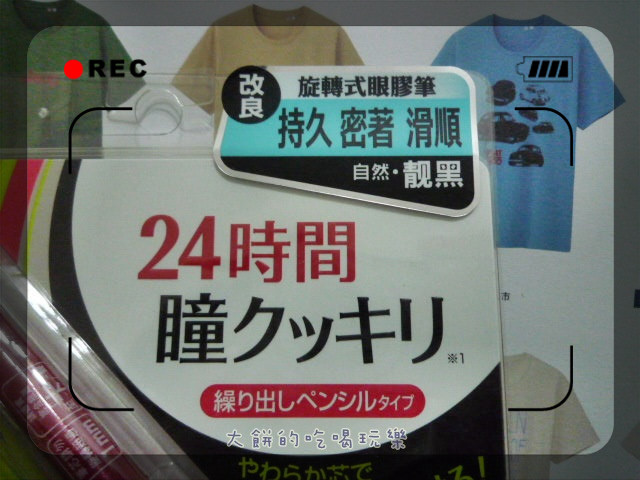 REC
改良
旋轉式眼膠筆
持久 密著 滑順
自然・靚黑
24時間
瞳クッキリ※1
繰り出しペンシルタイプ
大餅的吃喝玩樂
やわらか芯で
市